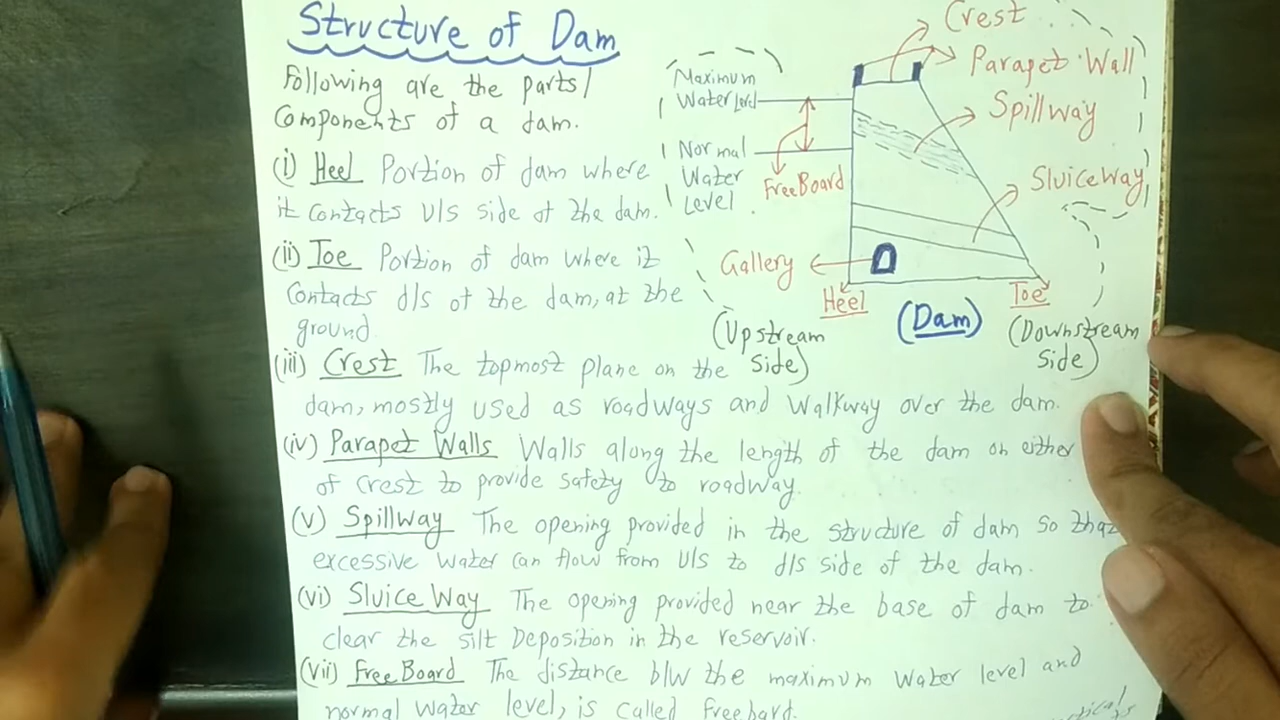 Structure of Dam
Following are the parts/
Components of a dam.
(i) Heel Portion of dam where
it contacts U/s side of the dam.
(ii) Toe Portion of dam where it
contacts d/s of the dam, at the
ground.
Crest
Parapet Wall
Spillway
Sluiceway
Maximum
Water
Normal
Water
Level
FreeBoard
Gallery
Heel
Toe
(Dam)
(Upstream
Side)
(Downstream
Side)
(iii) Crest The topmost plane on the
dam, mostly used as roadways and walkway over the dam.
(iv) Parapet Walls Walls along the length of the dam on either
of crest to provide safety to roadway.
(v) Spillway The opening provided in the structure of dam so that
excessive water can flow from U/s to d/s side of the dam.
(vi) Sluice Way The opening provided near the base of dam to
clear the silt Deposition in the reservoir.
(vii) FreeBoard The distance b/w the maximum water level and
normal water level, is called freebard.